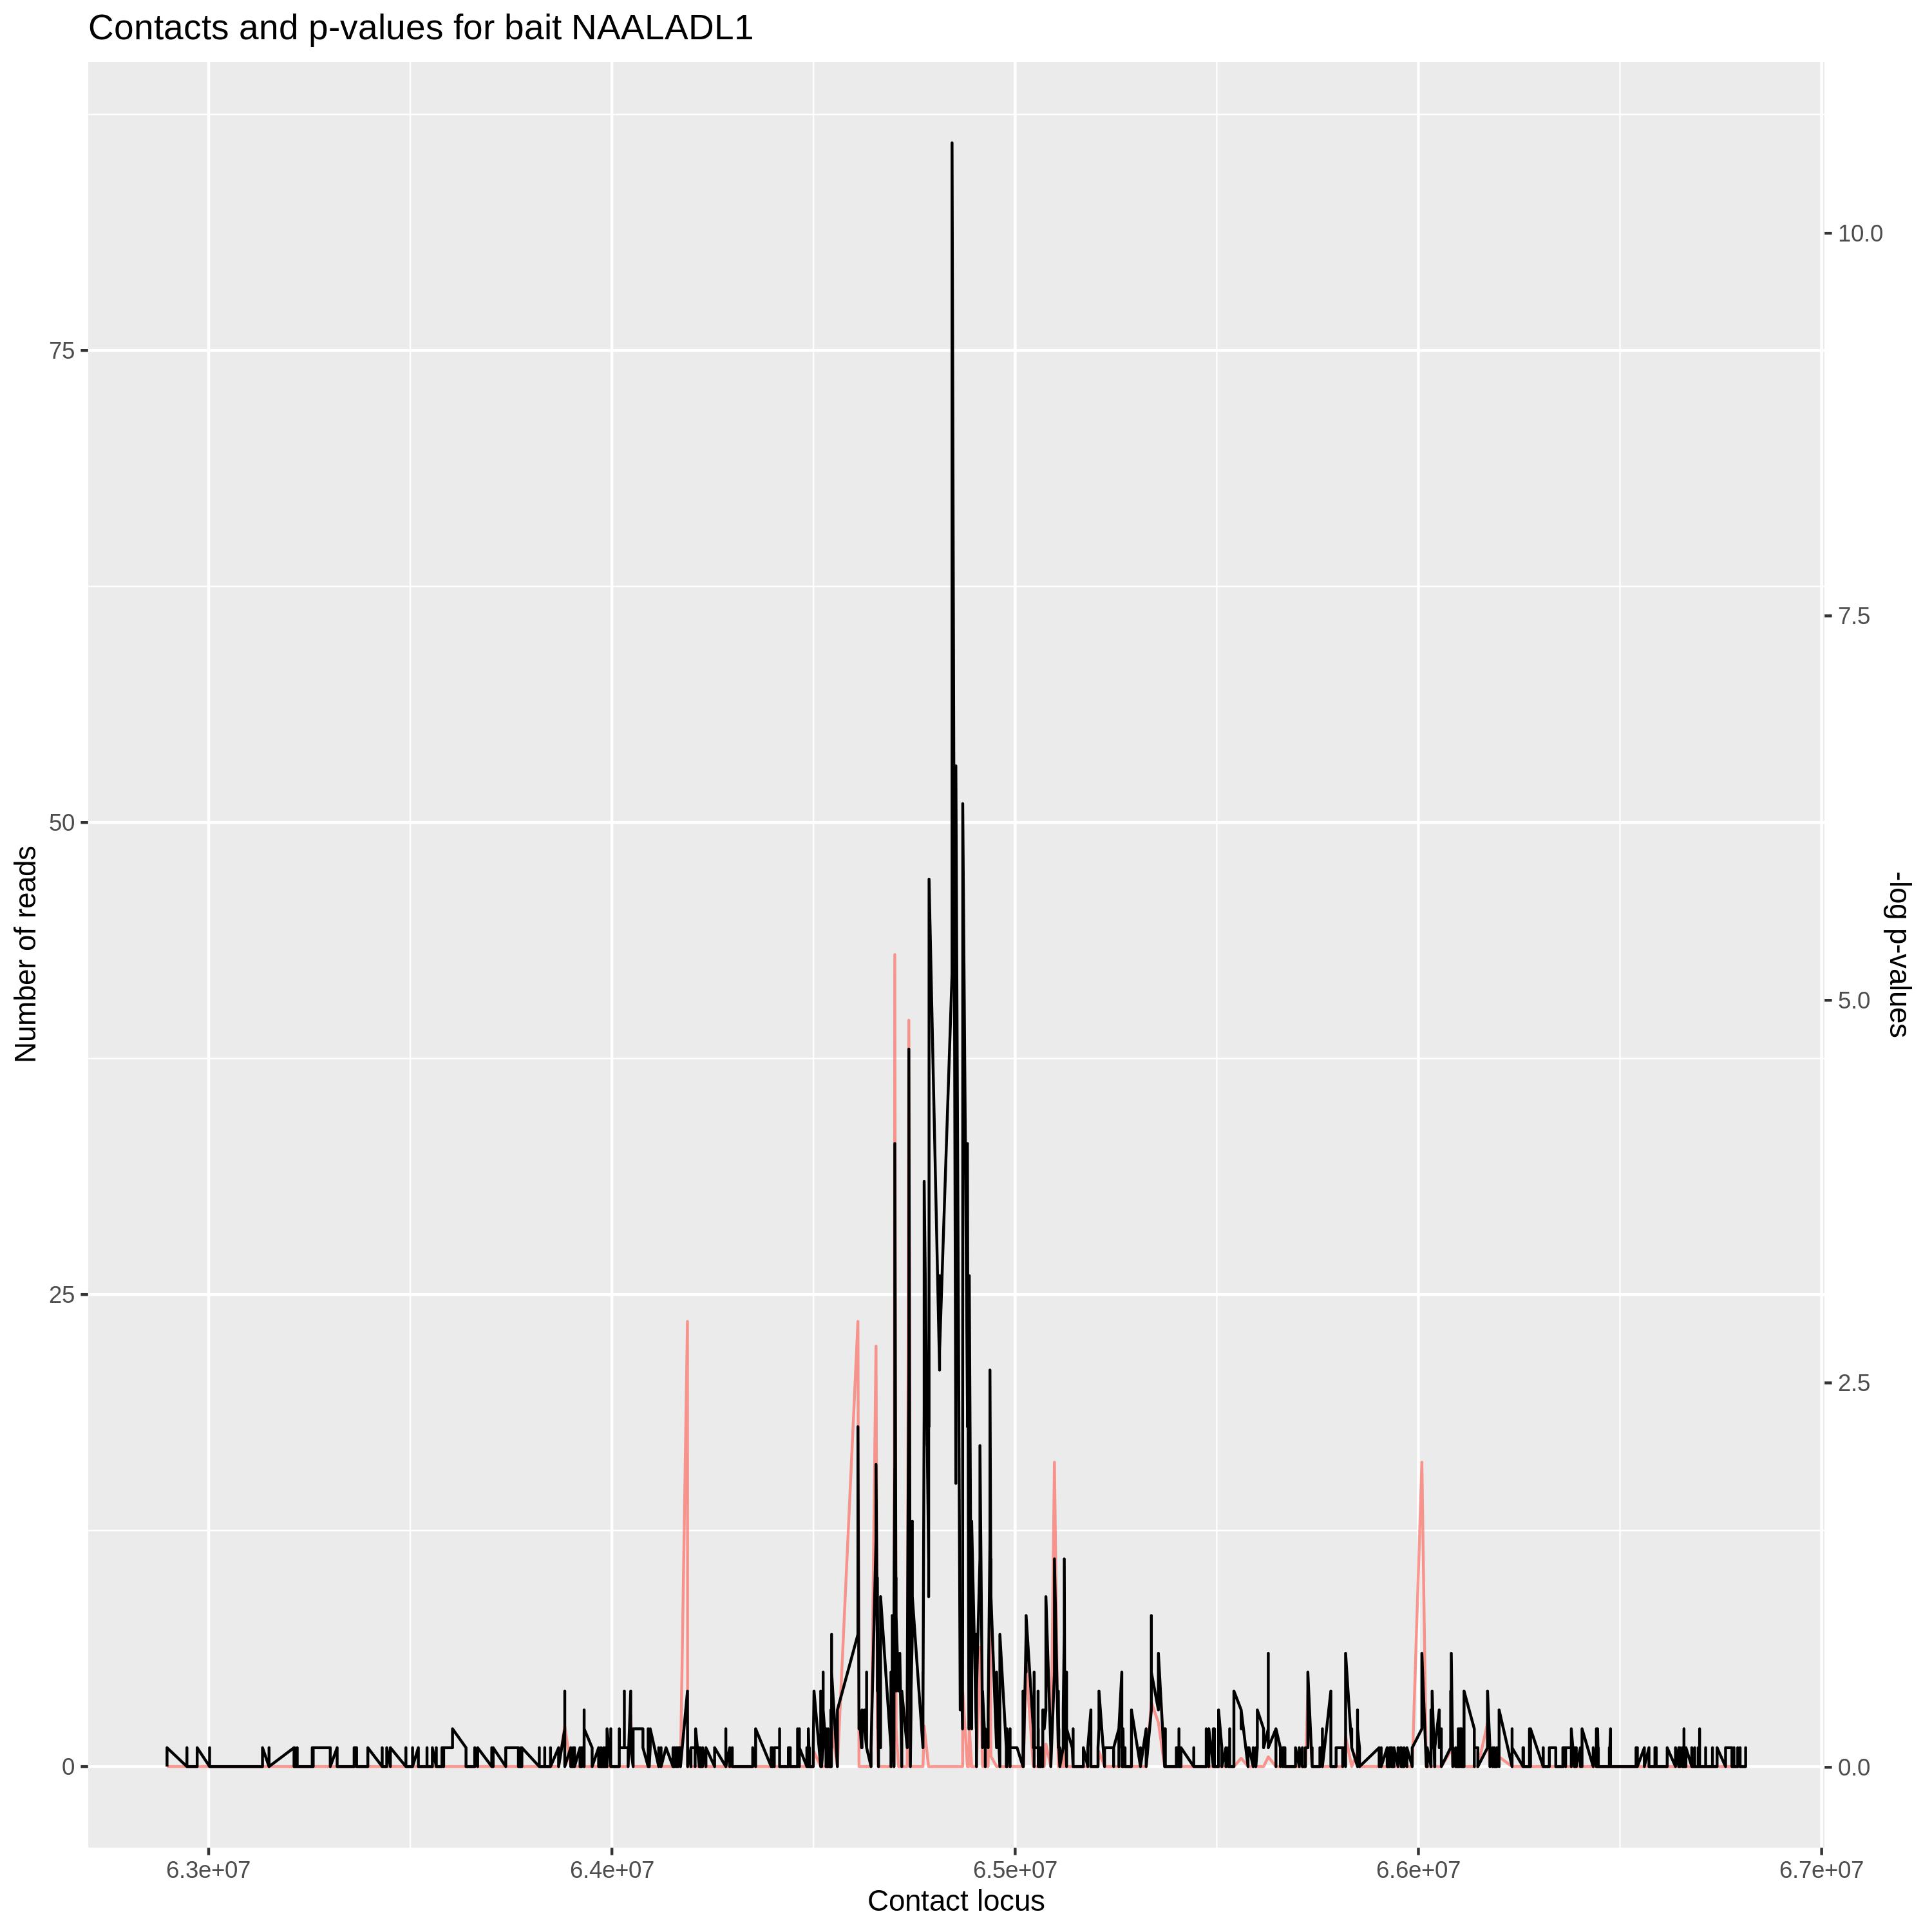 Contacts and p-values for bait NAALADL1
Number of reads
75
50
25
0
10.0
7.5
5.0
2.5
0.0
-log p-values
6.3e+07 6.4e+07 6.5e+07 6.6e+07 6.7e+07
Contact locus